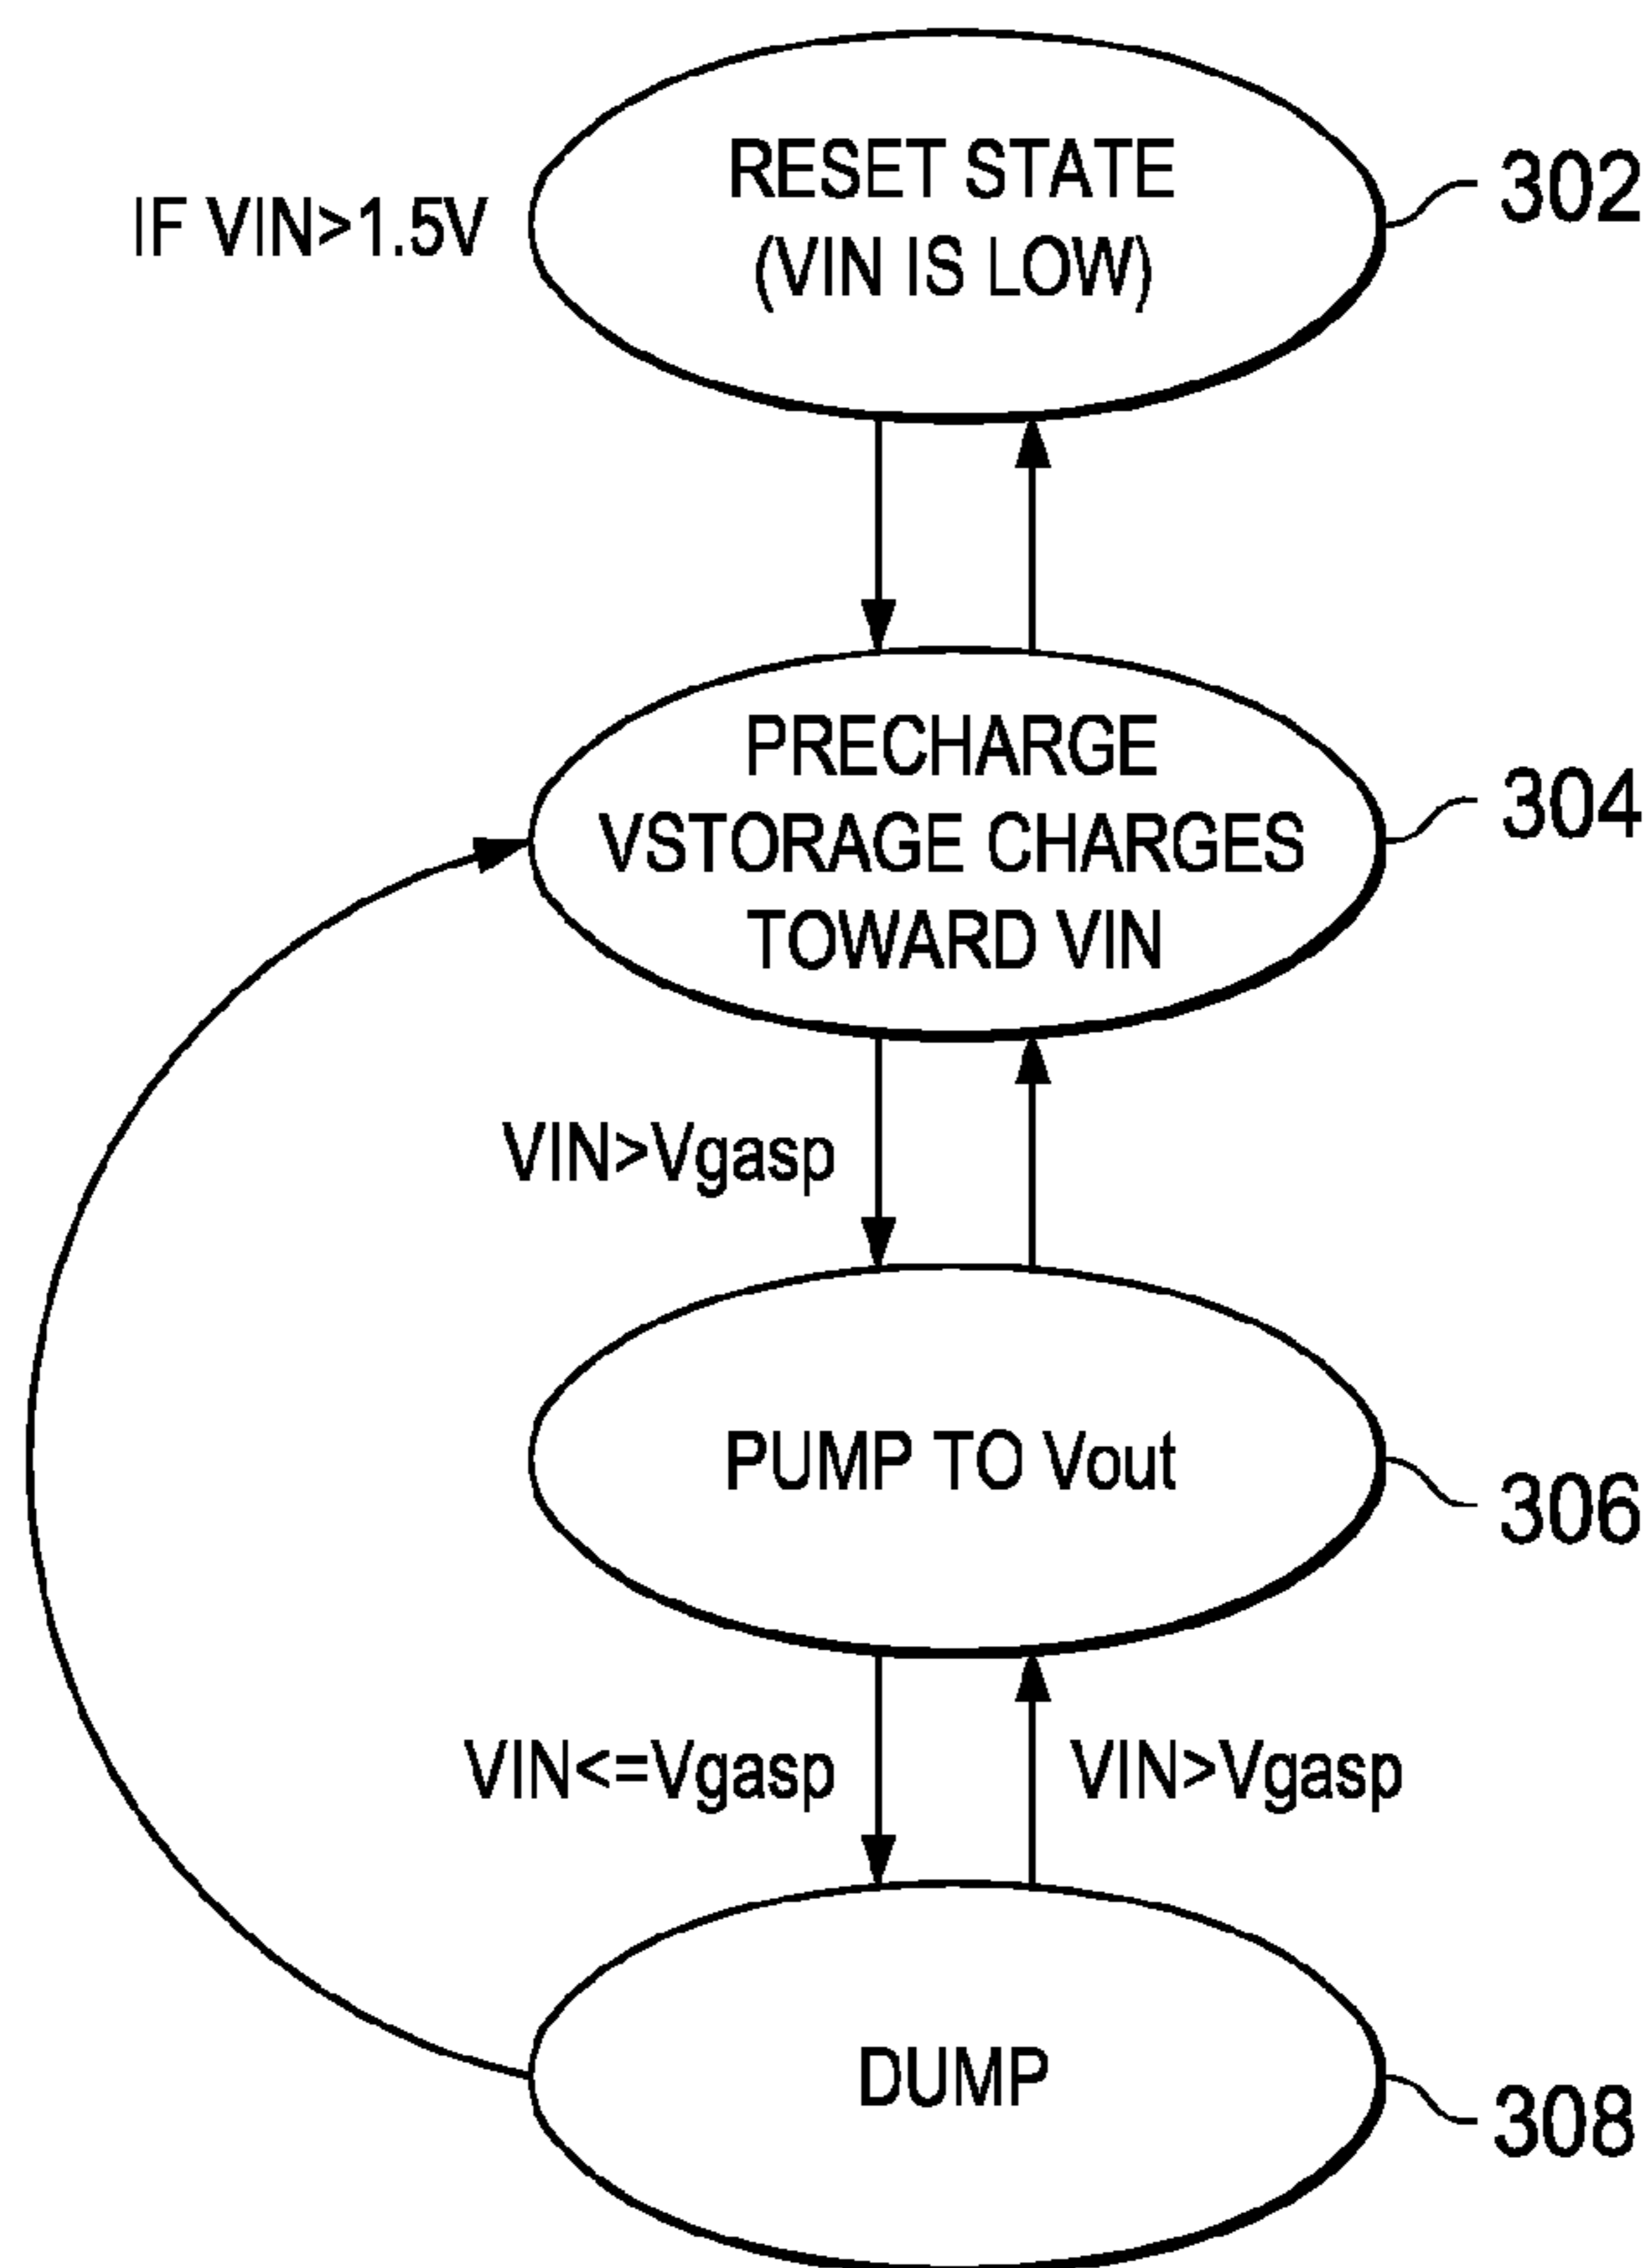 IF VIN>1.5V
RESET STATE
(VIN IS LOW)
302
PRECHARGE
VSTORAGE CHARGES
TOWARD VIN
304
VIN>Vgasp
PUMP TO Vout
306
VIN<=Vgasp
VIN>Vgasp
DUMP
308